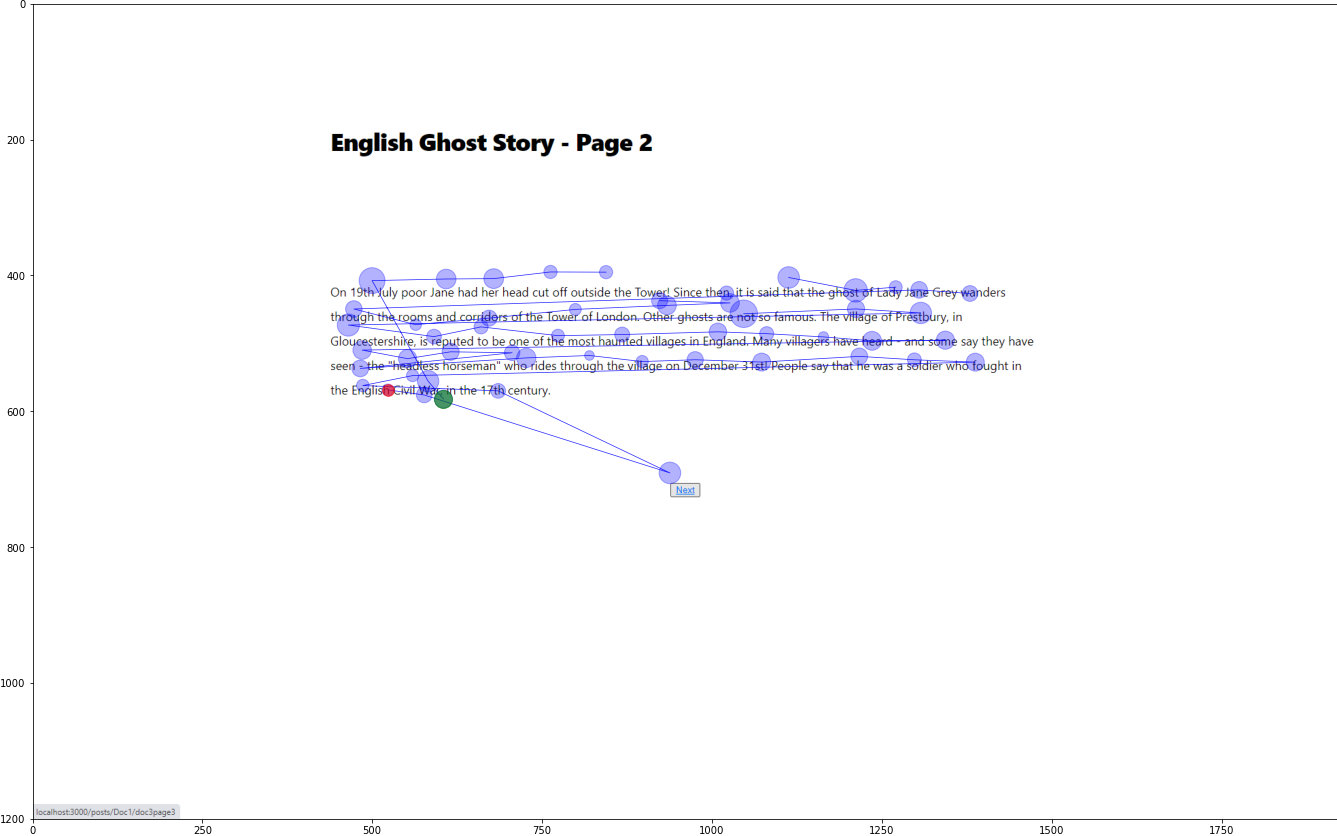 0
200
400
600
800
1000
1200
English Ghost Story - Page 2
On 19th July poor Jane had her head cut off outside the Tower! Since then, it is said that the ghost of Lady Jane Grey wanders
through the rooms and corridors of the Tower of London. Other ghosts are not so famous. The village of Prestbury, in
Gloucestershire, is reputed to be one of the most haunted villages in England. Many villagers have heard - and some say they have
seen - the "headless horseman" who rides through the village on December 31st! People say that he was a soldier who fought in
the English Civil War in the 17th century.
Next
localhost:3000/posts/Doc1/doc3page3
0 250 500 750 1000 1250 1500 1750